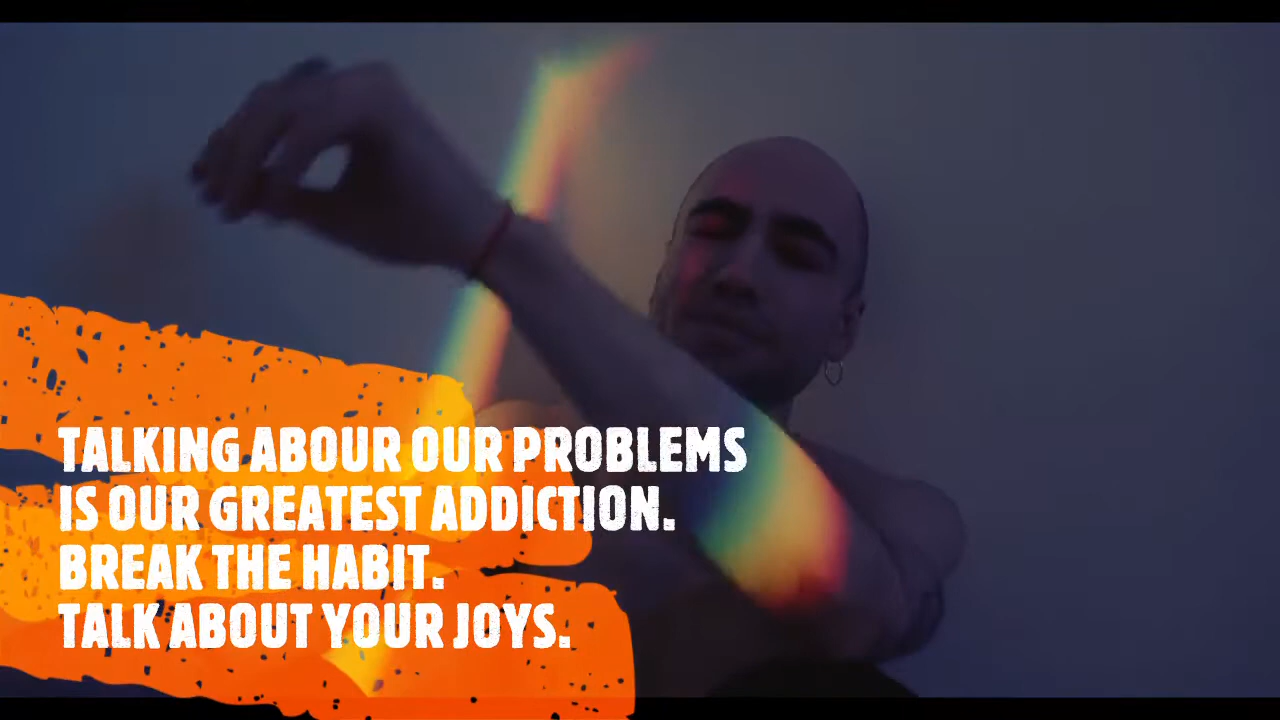 TALKING ABOUR OUR PROBLEMS
IS OUR GREATEST ADDICTION.
BREAK THE HABIT.
TALK ABOUT YOUR JOYS.